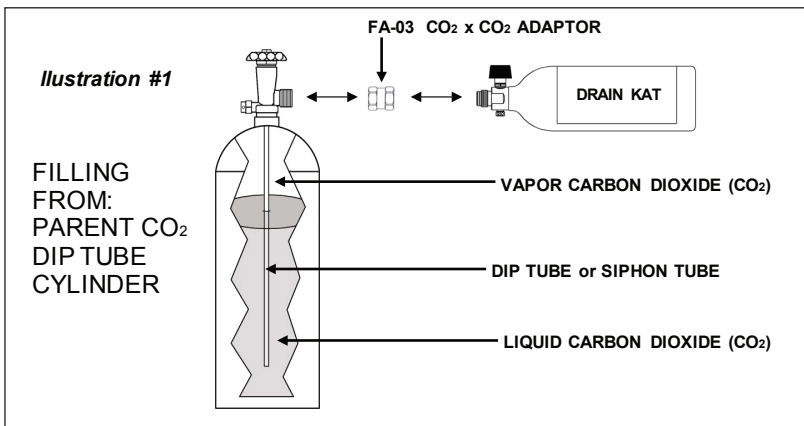 FA-03 CO₂ x CO₂ ADAPTOR
Ilustration #1
DRAIN KAT
FILLING
FROM:
PARENT CO₂
DIP TUBE
CYLINDER
VAPOR CARBON DIOXIDE (CO₂)
DIP TUBE or SIPHON TUBE
LIQUID CARBON DIOXIDE (CO₂)